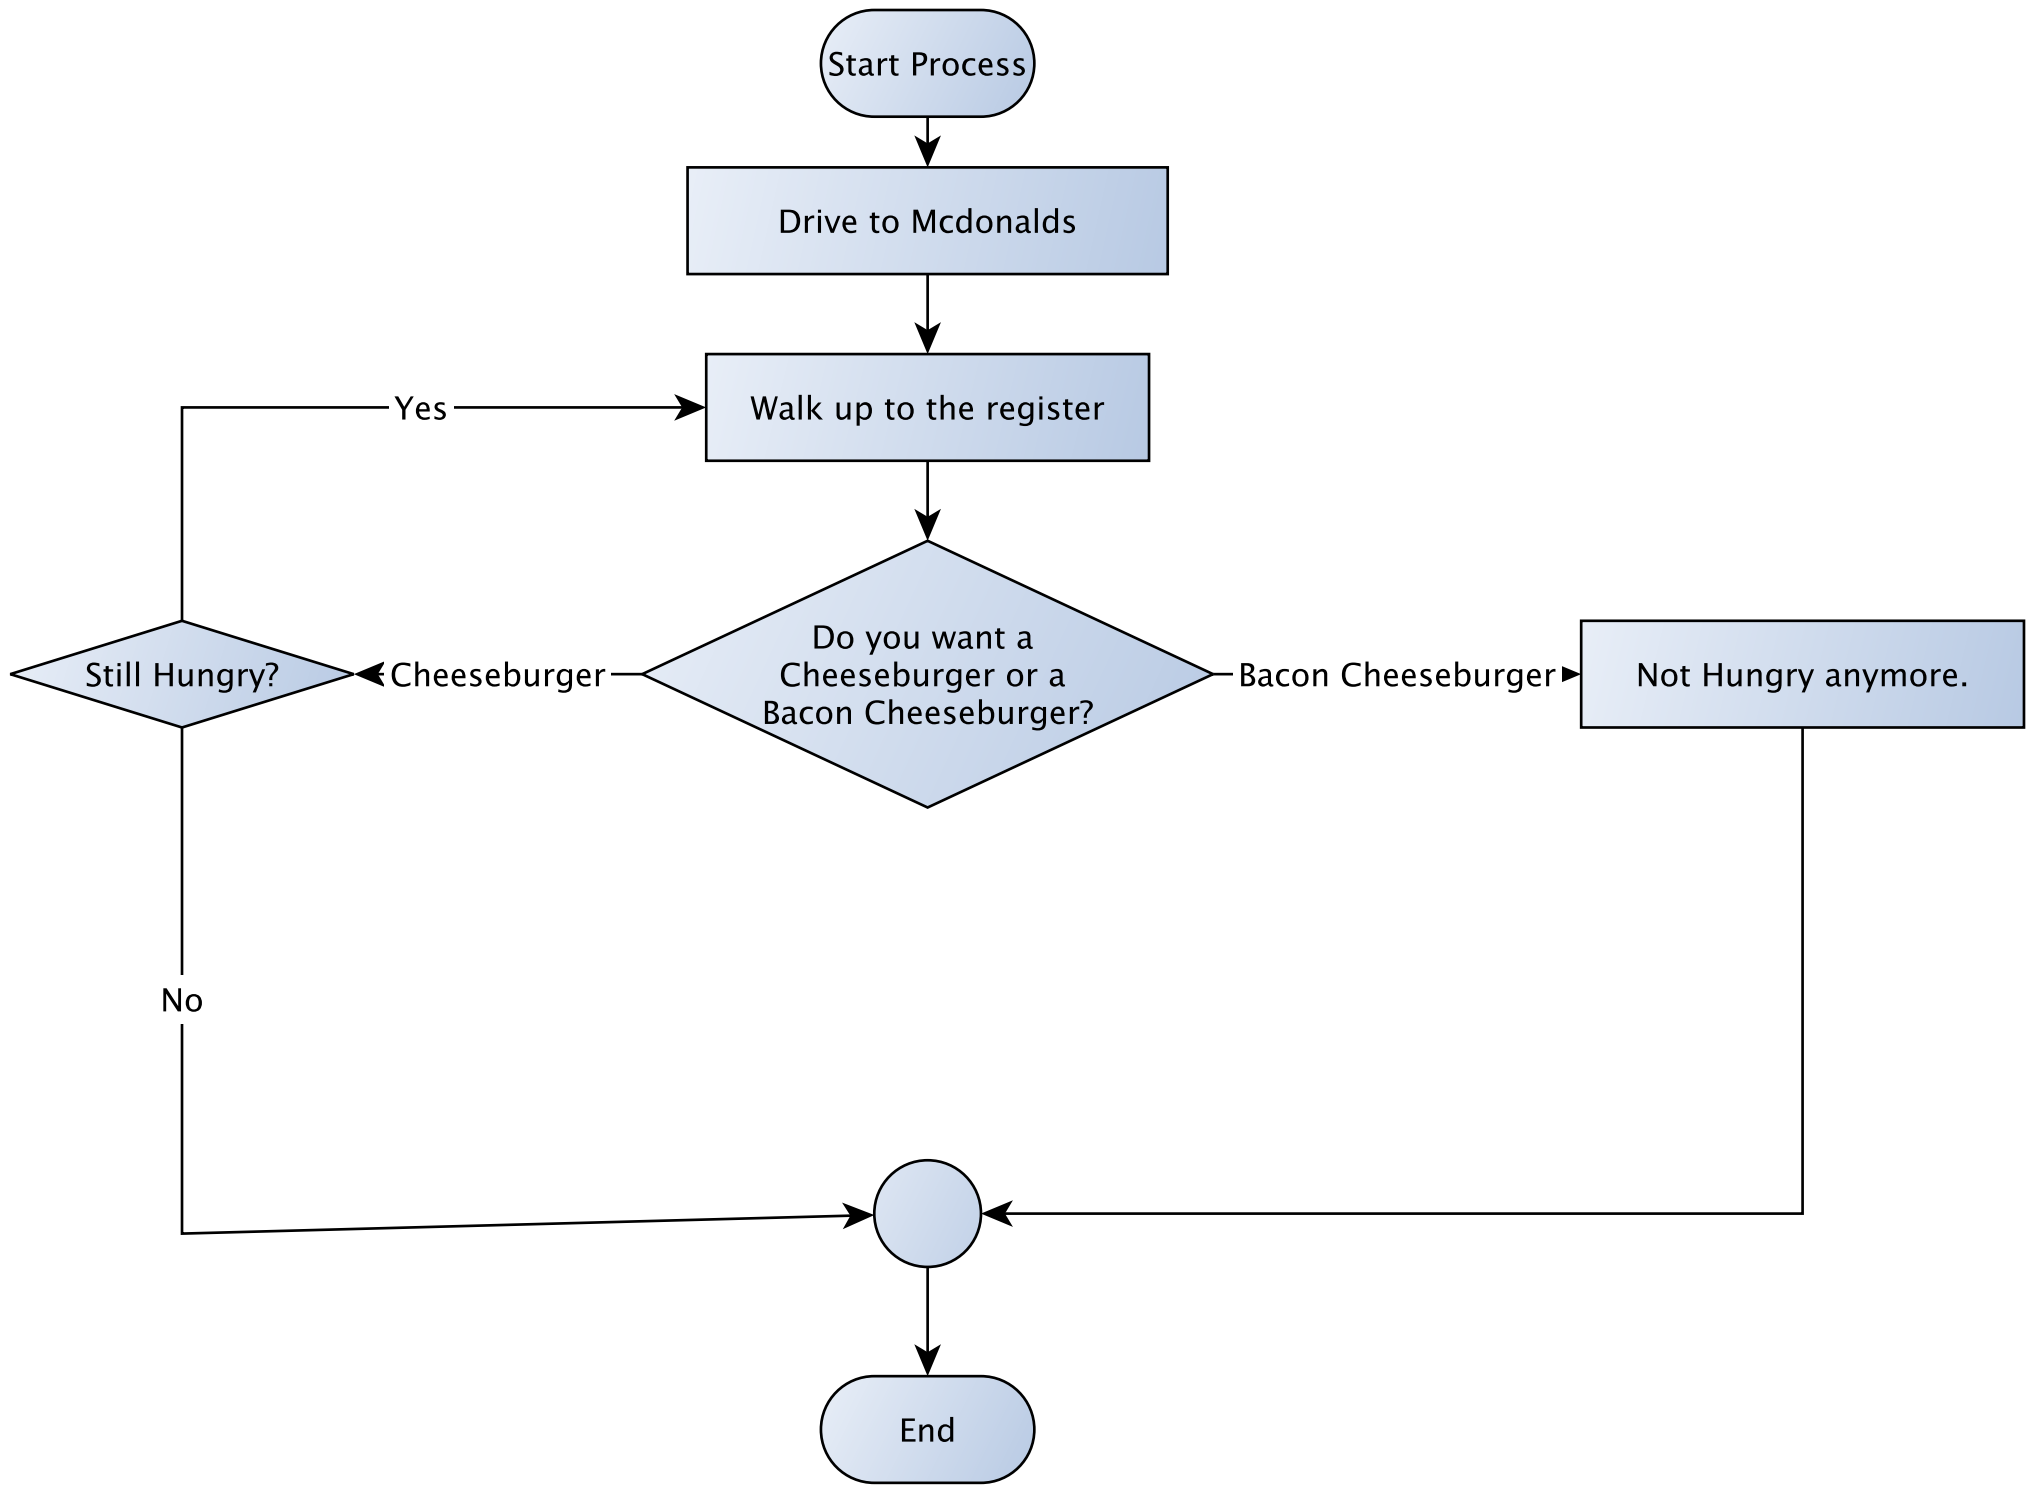 Start Process
Drive to Mcdonalds
Yes
Walk up to the register
Still Hungry?
Cheeseburger
Do you want a
Cheeseburger or a
Bacon Cheeseburger?
Bacon Cheeseburger
Not Hungry anymore.
No
End